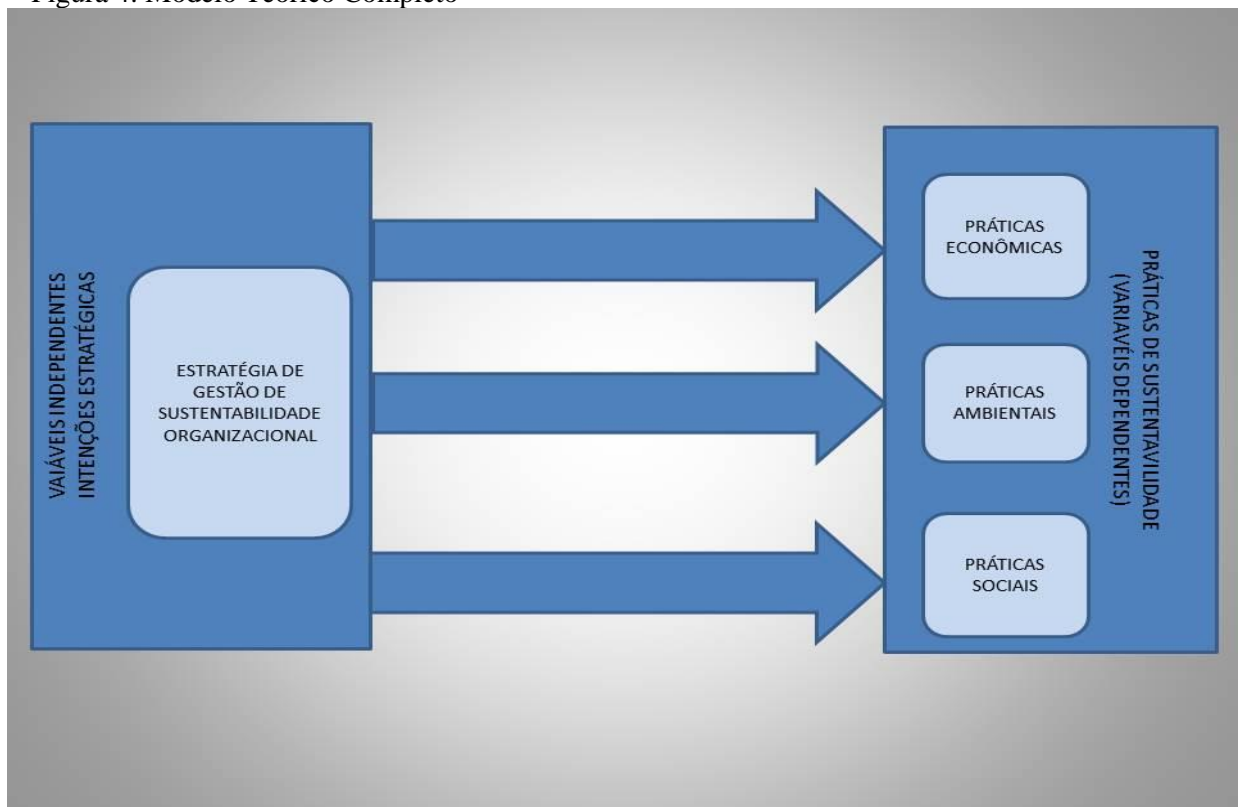 Figura 4. Modelo Teórico Completo
VAIÁVEIS INDEPENDENTES
INTENÇÕES ESTRATÉGICAS
ESTRATÉGIA DE
GESTÃO DE
SUSTENTABILIDADE
ORGANIZACIONAL
PRÁTICAS
ECONÔMICAS
PRÁTICAS
AMBIENTAIS
PRÁTICAS
SOCIAIS
PRÁTICAS DE SUSTENTAVILIDADE
(VARIAVÉIS DEPENDENTES)